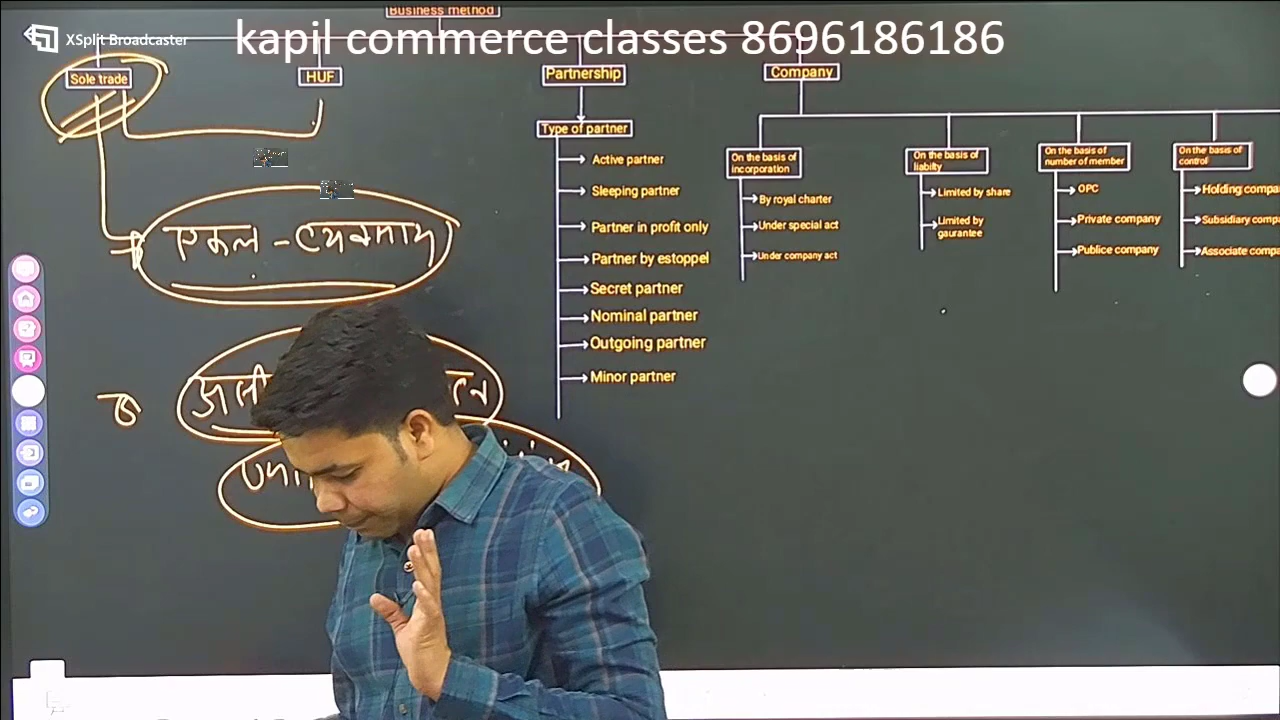 Business method
XSplit Broadcaster
kapil commerce classes 8696186186
Sole trade
HUF
Partnership
Company
Type of partner
Active partner
Sleeping partner
Partner in profit only
Partner by estoppel
Secret partner
Nominal partner
Outgoing partner
Minor partner
On the basis of
incorporation
By royal charter
Under special act
Under company act
On the basis of
liabilty
Limited by share
Limited by
gaurantee
On the basis of
number of member
OPC
Private company
Publice company
On the basis of
control
Holding compa
Subsidiary comp
Associate compa
एकल - व्यवसाय